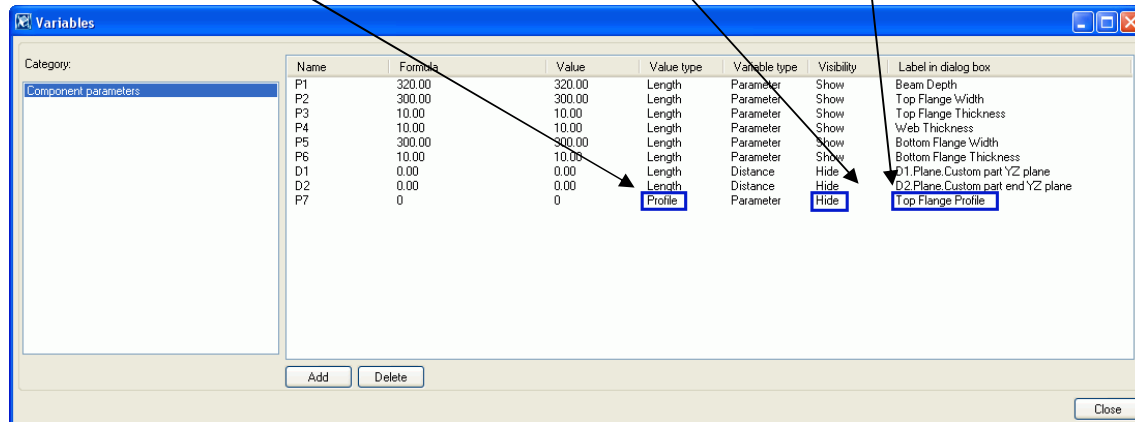 Variables
Category:
Component parameters
Name Formula Value Value type Variable type Visibility Label in dialog box
P1 320.00 320.00 Length Parameter Show Beam Depth
P2 300.00 300.00 Length Parameter Show Top Flange Width
P3 10.00 10.00 Length Parameter Show Top Flange Thickness
P4 10.00 10.00 Length Parameter Show Web Thickness
P5 300.00 300.00 Length Parameter Show Bottom Flange Width
P6 10.00 10.00 Length Parameter Show Bottom Flange Thickness
D1 0.00 0.00 Length Distance Hide D1.Plane.Custom part YZ plane
D2 0.00 0.00 Length Distance Hide D2.Plane.Custom part end YZ plane
P7 0 0 Profile Parameter Hide Top Flange Profile
Add Delete
Close